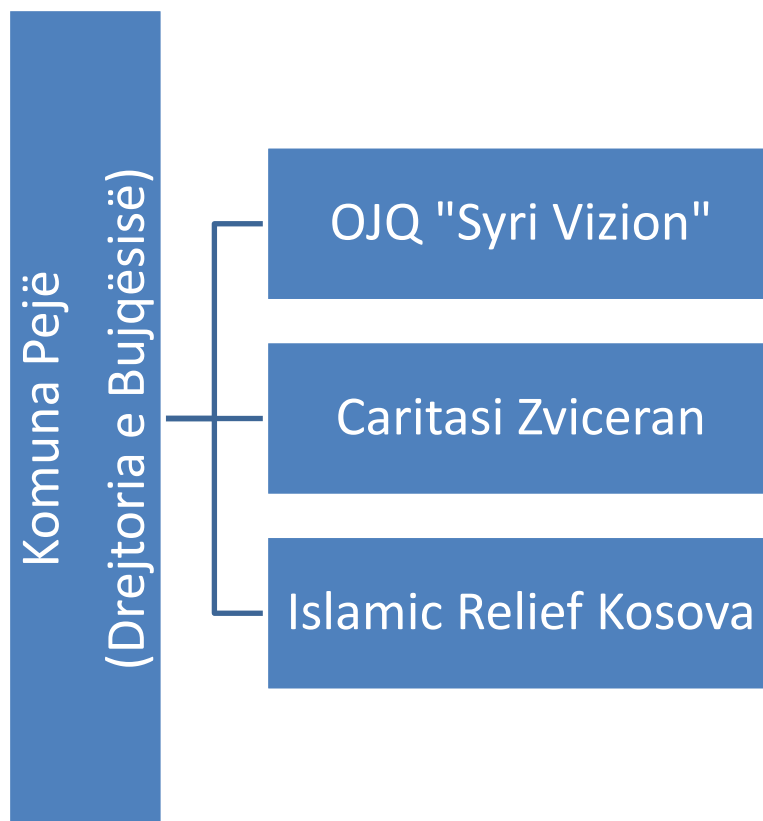 Komuna Pejë
(Drejtoria e Bujqësisë)
OJQ "Syri Vizion"
Caritasi Zviceran
Islamic Relief Kosova